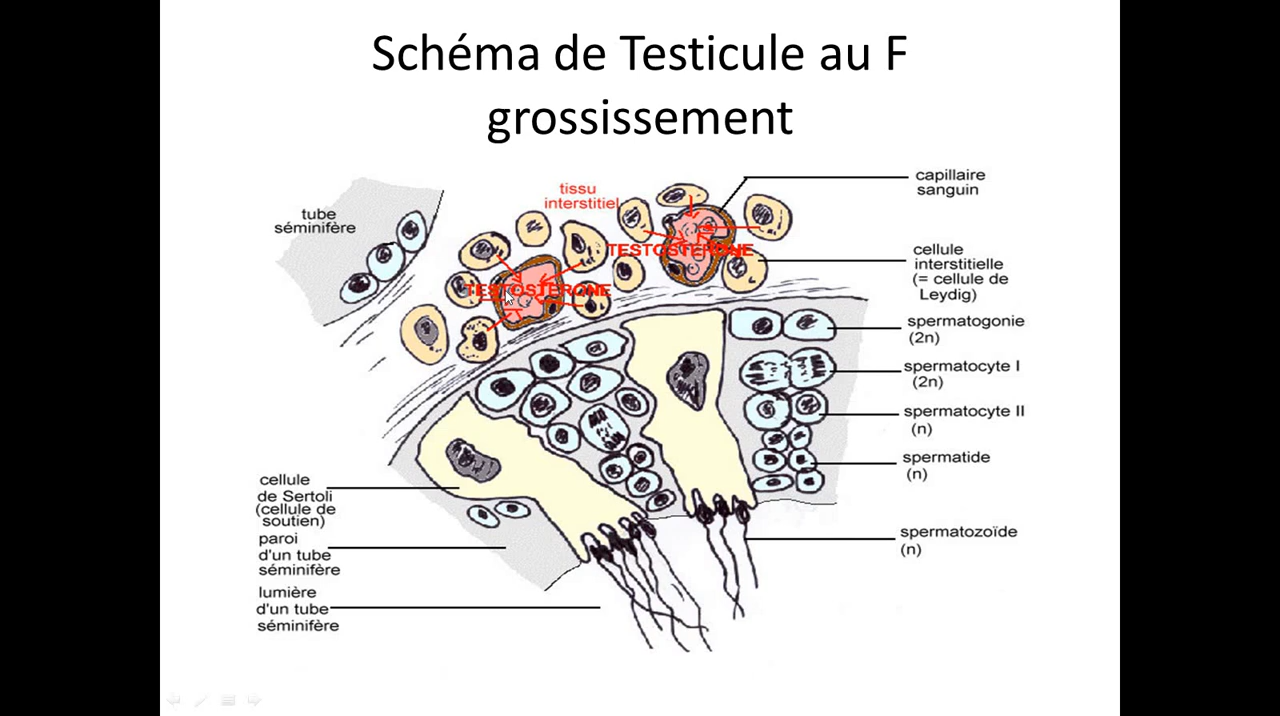 Schéma de Testicule au F
grossissement
tube
séminifère
tissu
interstitiel
TESTOSTERONE
TESTOSTERONE
capillaire
sanguin
cellule
interstitielle
(= cellule de
Leydig)
spermatogonie
(2n)
spermatocyte I
(2n)
spermatocyte II
(n)
spermatide
(n)
spermatozoïde
(n)
cellule
de Sertoli
(cellule de
soutien)
paroi
d'un tube
séminifère
lumière
d'un tube
séminifère